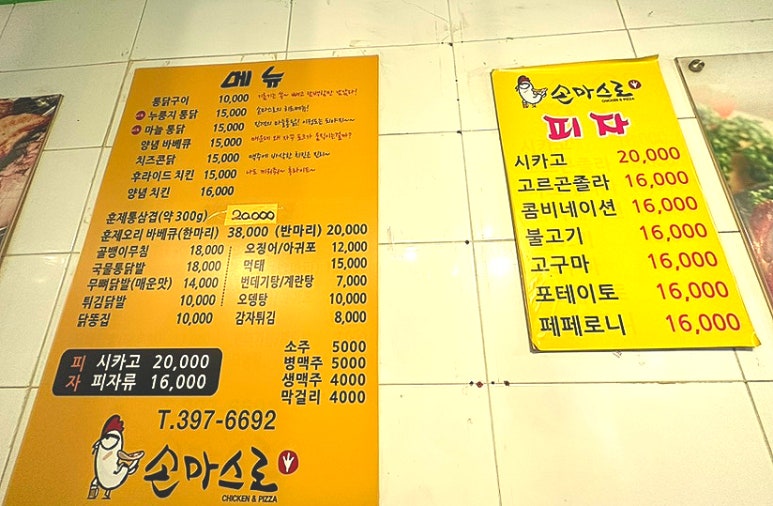 메뉴
통닭구이 10,000
누룽지 통닭 15,000
마늘 통닭 15,000
양념 바베큐 15,000
치즈콘닭 15,000
후라이드 치킨 15,000
양념 치킨 16,000
훈제통삼겹(약 300g) 20,000
훈제오리 바베큐(한마리) 38,000 (반마리) 20,000
골뱅이무침 18,000
국물통닭발 18,000
무뼈닭발(매운맛) 14,000
튀김닭발 10,000
닭똥집 10,000
오징어/아귀포 12,000
먹태 15,000
번데기탕/계란탕 7,000
오뎅탕 10,000
감자튀김 8,000
피자 시카고 20,000
피자류 16,000
소주 5000
병맥주 5000
생맥주 4000
막걸리 4000
T.397-6692
손마스로
CHICKEN & PIZZA
손마스로
CHICKEN & PIZZA
피자
시카고 20,000
고르곤졸라 16,000
콤비네이션 16,000
불고기 16,000
고구마 16,000
포테이토 16,000
페페로니 16,000